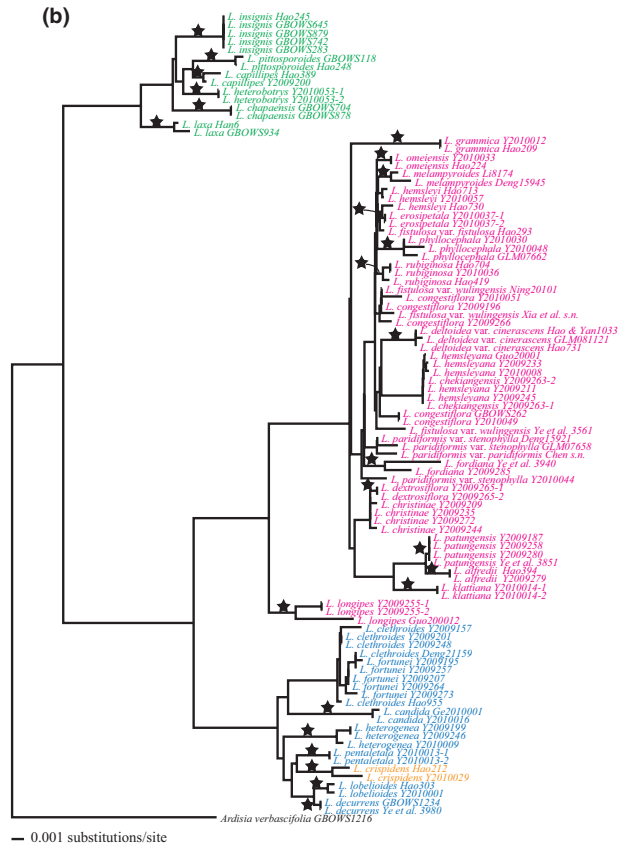 (b)
L. insignis Hao245
L. insignis GBOWS645
L. insignis GBOWS879
L. insignis GBOWS742
L. insignis GBOWS283
L. pittosporoides GBOWS118
L. pittosporoides Hao248
L. capillipes Hao389
L. capillipes Y2009200
L. heterobotrys Y2010053-1
L. heterobotrys Y2010053-2
L. chapaensis GBOWS704
L. chapaensis GBOWS878
L. laxa Han6
L. laxa GBOWS934
L. grammica Y2010012
L. grammica Hao209
L. omeiensis Y2010033
L. omeiensis Hao224
L. melampyroides Li8174
L. melampyroides Deng15945
L. hemsleyi Hao713
L. hemsleyi Y2010057
L. hemsleyi Hao730
L. erosipetala Y2010037-1
L. erosipetala Y2010037-2
L. fistulosa var. fistulosa Hao293
L. phyllocephala Y2010030
L. phyllocephala Y2010048
L. phyllocephala GLM07662
L. rubiginosa Hao704
L. rubiginosa Y2010036
L. rubiginosa Hao419
L. fistulosa var. wulingensis Ning20101
L. congestiflora Y2010051
L. congestiflora Y2009196
L. fistulosa var. wulingensis Xia et al. s.n.
L. congestiflora Y2009266
L. deltoidea var. cinerascens Hao & Yan1033
L. deltoidea var. cinerascens GLM081121
L. deltoidea var. cinerascens Hao731
L. hemsleyana Guo20001
L. hemsleyana Y2009233
L. hemsleyana Y2010008
L. chekiangensis Y2009263-2
L. hemsleyana Y2009211
L. hemsleyana Y2009245
L. chekiangensis Y2009263-1
L. congestiflora GBOWS262
L. congestiflora Y2010049
L. fistulosa var. wulingensis Ye et al. 3561
L. paridiformis var. stenophylla Deng15921
L. paridiformis var. stenophylla GLM07658
L. paridiformis var. paridiformis Chen s.n.
L. fordiana Ye et al. 3940
L. fordiana Y2009285
L. paridiformis var. stenophylla Y2010044
L. dextrosiflora Y2009265-1
L. dextrosiflora Y2009265-2
L. christinae Y2009209
L. christinae Y2009235
L. christinae Y2009272
L. christinae Y2009244
L. patungensis Y2009187
L. patungensis Y2009258
L. patungensis Y2009280
L. patungensis Ye et al. 3851
L. alfredii Hao394
L. alfredii Y2009279
L. klattiana Y2010014-1
L. klattiana Y2010014-2
L. longipes Y2009255-1
L. longipes Y2009255-2
L. longipes Guo200012
L. clethroides Y2009157
L. clethroides Y2009201
L. clethroides Y2009248
L. clethroides Deng21159
L. fortunei Y2009195
L. fortunei Y2009257
L. fortunei Y2009207
L. fortunei Y2009264
L. fortunei Y2009273
L. clethroides Hao955
L. candida Ge2010001
L. candida Y2010016
L. heterogenea Y2009199
L. heterogenea Y2009246
L. heterogenea Y2010009
L. pentaletala Y2010013-1
L. pentaletala Y2010013-2
L. crispidens Hao212
L. crispidens Y2010029
L. lobelioides Hao303
L. lobelioides Y2010001
L. decurrens GBOWS1234
L. decurrens Ye et al. 3980
Ardisia verbascifolia GBOWS1216
0.001 substitutions/site